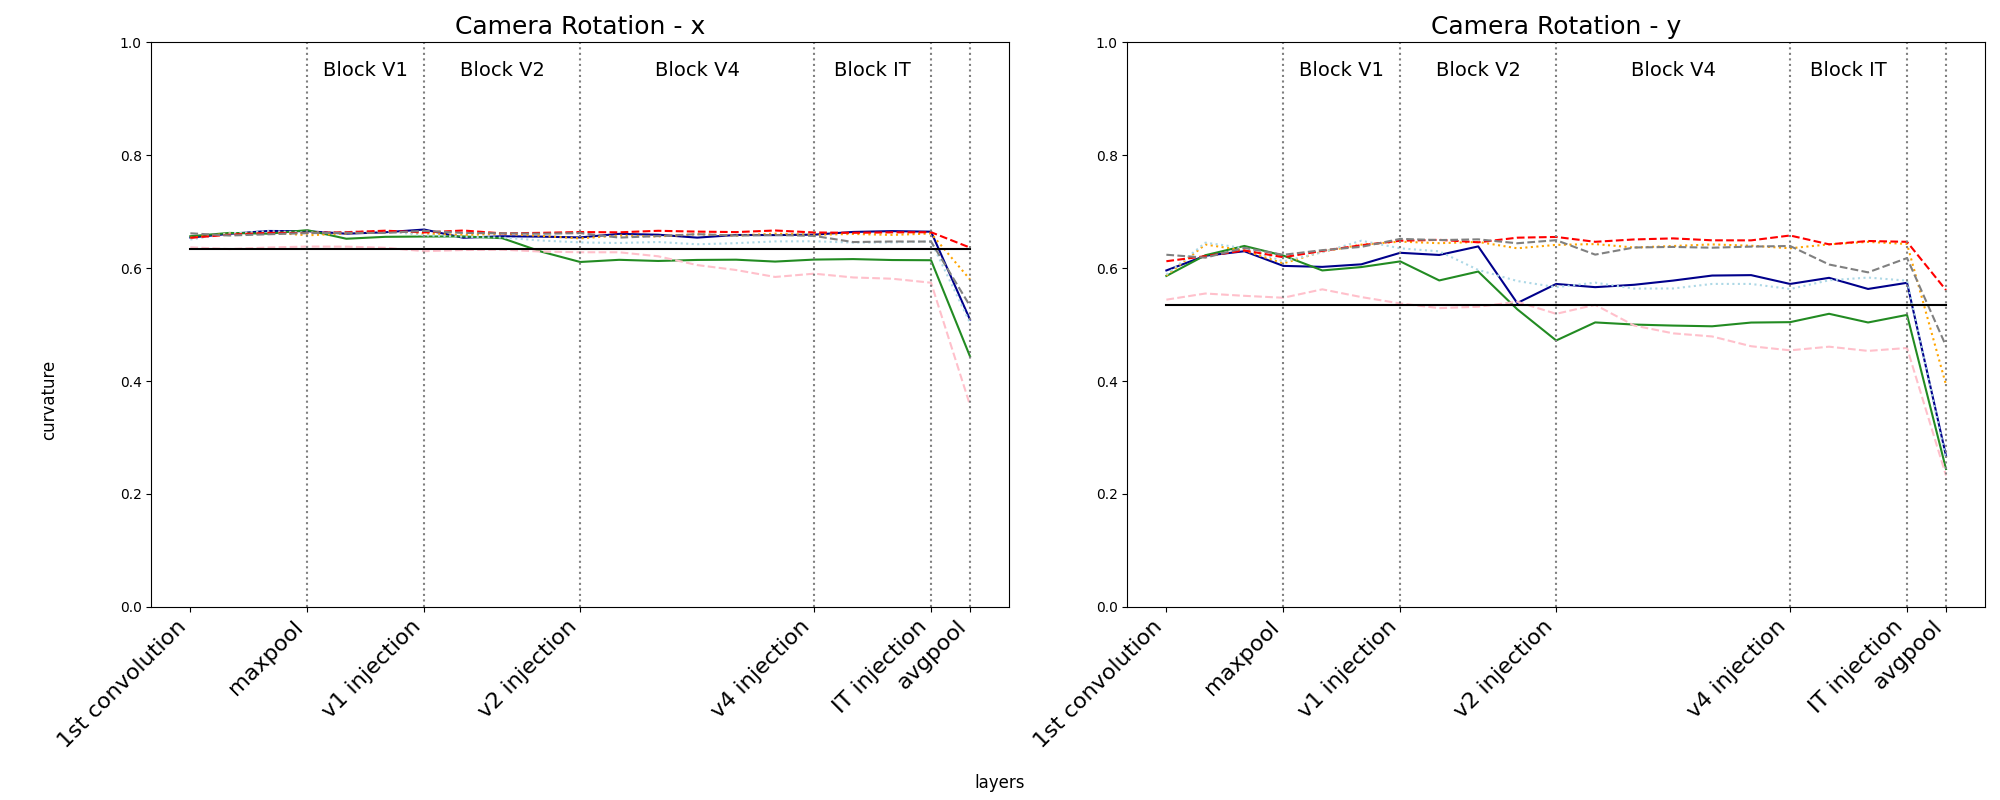 Camera Rotation - x
Camera Rotation - y
curvature
1.0
0.8
0.6
0.4
0.2
0.0
Block V1
Block V2
Block V4
Block IT
1st convolution
maxpool
v1 injection
v2 injection
v4 injection
IT injection
avgpool
1.0
0.8
0.6
0.4
0.2
0.0
Block V1
Block V2
Block V4
Block IT
1st convolution
maxpool
v1 injection
v2 injection
v4 injection
IT injection
avgpool
layers